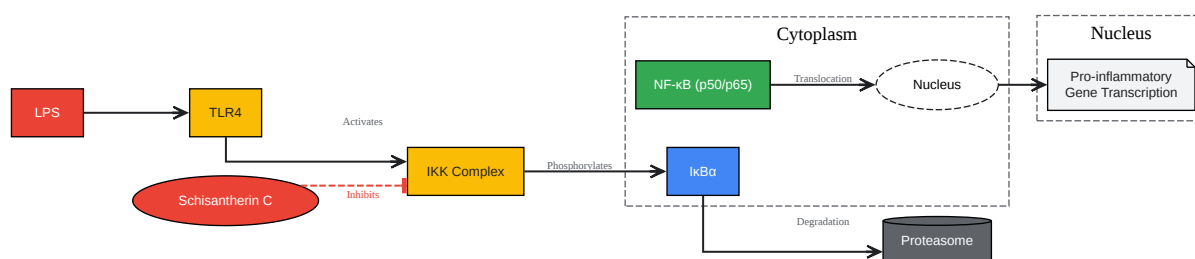 LPS
TLR4
Activates
Schisantherin C
Inhibits
IKK Complex
Phosphorylates
Cytoplasm
NF-κB (p50/p65)
Translocation
Nucleus
IκBα
Degradation
Proteasome
Nucleus
Pro-inflammatory
Gene Transcription